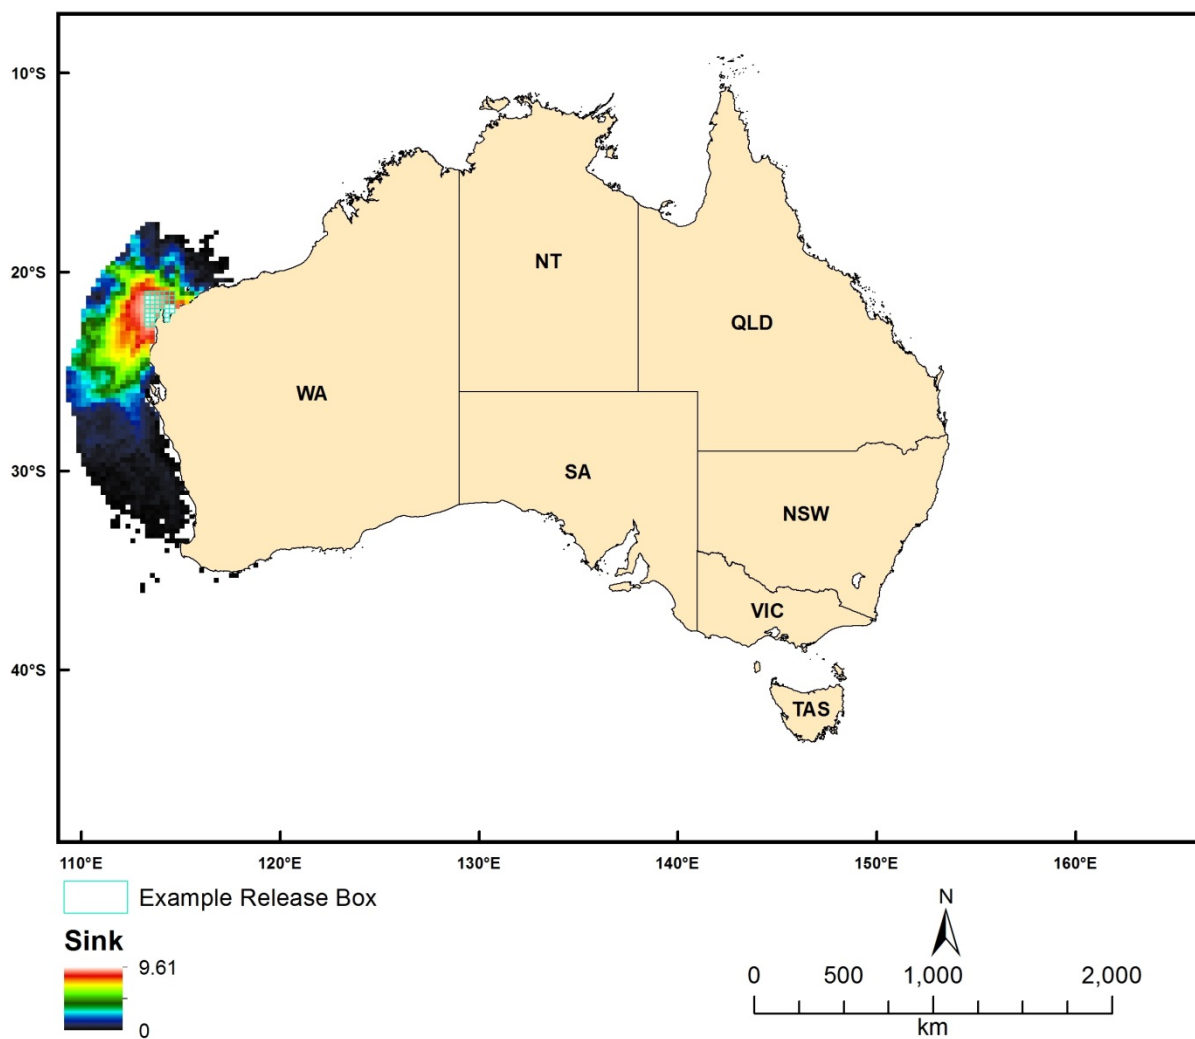 10°S
20°S
30°S
40°S
NT
QLD
WA
SA
NSW
VIC
TAS
110°E 120°E 130°E 140°E 150°E 160°E
Example Release Box
Sink
9.61
0
N
0 500 1,000 2,000
km